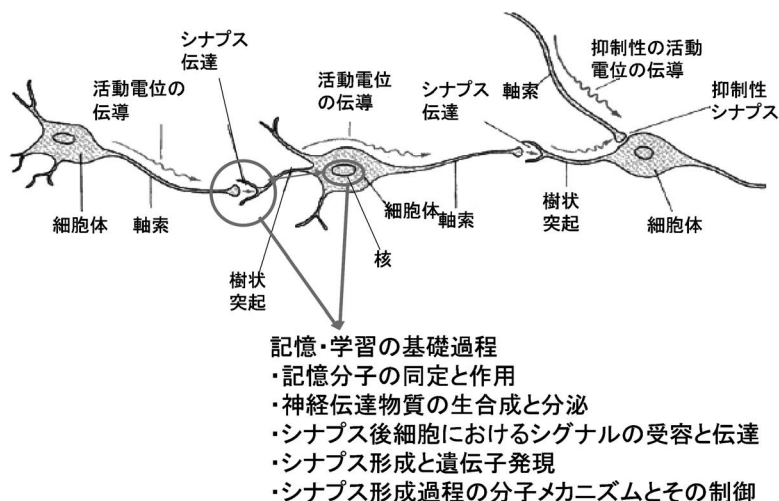 シナプス
伝達
活動電位の
伝導
活動電位
の伝導
シナプス
伝達
軸索
抑制性の活動
電位の伝導
抑制性
シナプス
細胞体
軸索
樹状
突起
核
細胞体
軸索
樹状
突起
細胞体
記憶・学習の基礎過程
・記憶分子の同定と作用
・神経伝達物質の生合成と分泌
・シナプス後細胞におけるシグナルの受容と伝達
・シナプス形成と遺伝子発現
・シナプス形成過程の分子メカニズムとその制御